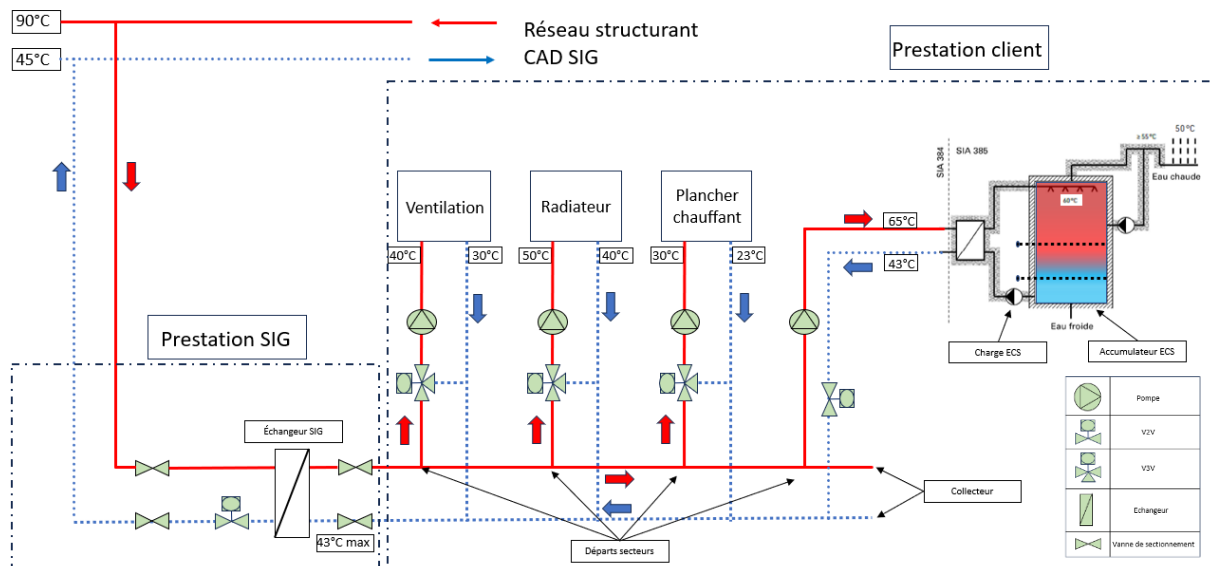 90°C
Réseau structurant
45°C
CAD SIG
Prestation client
SIA 384
SIA 385
≥ 55°C
50°C
Eau chaude
60°C
Ventilation
Radiateur
Plancher
chauffant
65°C
40°C
30°C
50°C
40°C
30°C
23°C
43°C
Eau froide
Prestation SIG
Charge ECS
Accumulateur ECS
Échangeur SIG
Pompe
V2V
V3V
Collecteur
Echangeur
43°C max
Départs secteurs
Vanne de sectionnement